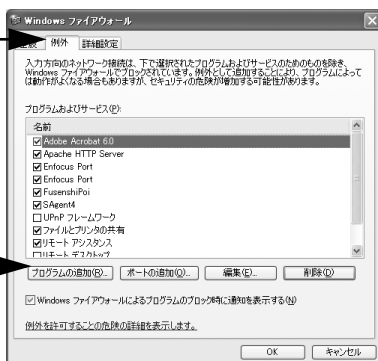 Windows ファイアウォール
例外 詳細設定
入力方向のネットワーク接続は、下で選択されたプログラムおよびサービスのためのものを除き、
Windows ファイアウォールでブロックされています。例外として追加することにより、プログラムによって
は動作がよくなる場合もありますが、セキュリティの危険が増加する可能性があります。
プログラムおよびサービス(P):
名前
Adobe Acrobat 6.0
Apache HTTP Server
Enfocus Port
Enfocus Port
FusenshiPoi
SAgent4
UPnP フレームワーク
ファイルとプリンタの共有
リモート アシスタンス
リモート デスクトップ
プログラムの追加(R)... ポートの追加(O)... 編集(E)... 削除(D)
Windows ファイアウォールによるプログラムのブロック時に通知を表示する(N)
例外を許可することの危険の詳細を表示します。
OK キャンセル